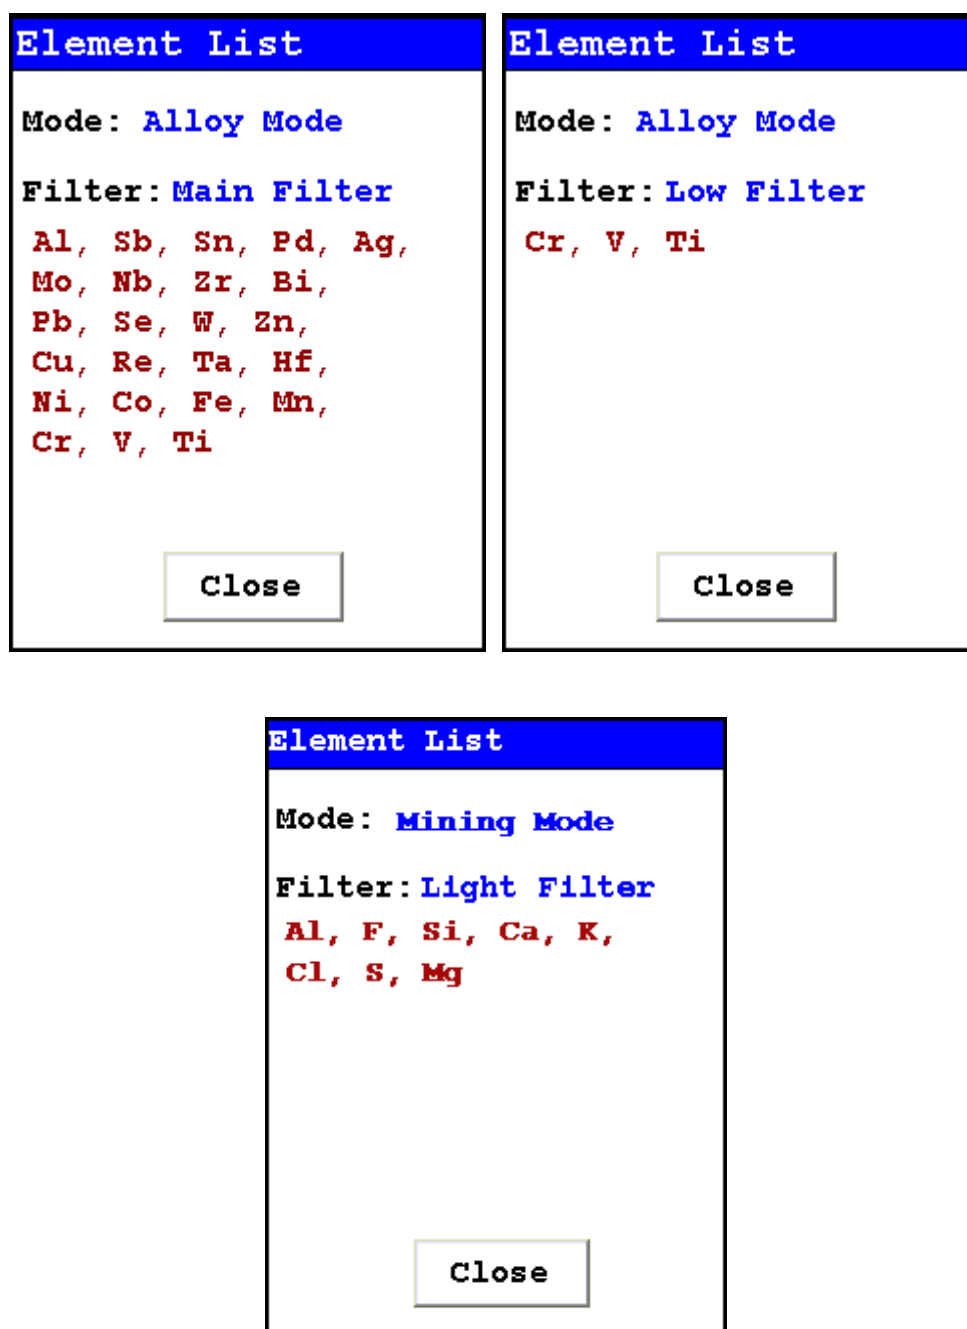 Element List
Mode: Alloy Mode
Filter: Main Filter
Al, Sb, Sn, Pd, Ag,
Mo, Nb, Zr, Bi,
Pb, Se, W, Zn,
Cu, Re, Ta, Hf,
Ni, Co, Fe, Mn,
Cr, V, Ti
Close
Element List
Mode: Alloy Mode
Filter: Low Filter
Cr, V, Ti
Close
Element List
Mode: Mining Mode
Filter: Light Filter
Al, F, Si, Ca, K,
Cl, S, Mg
Close